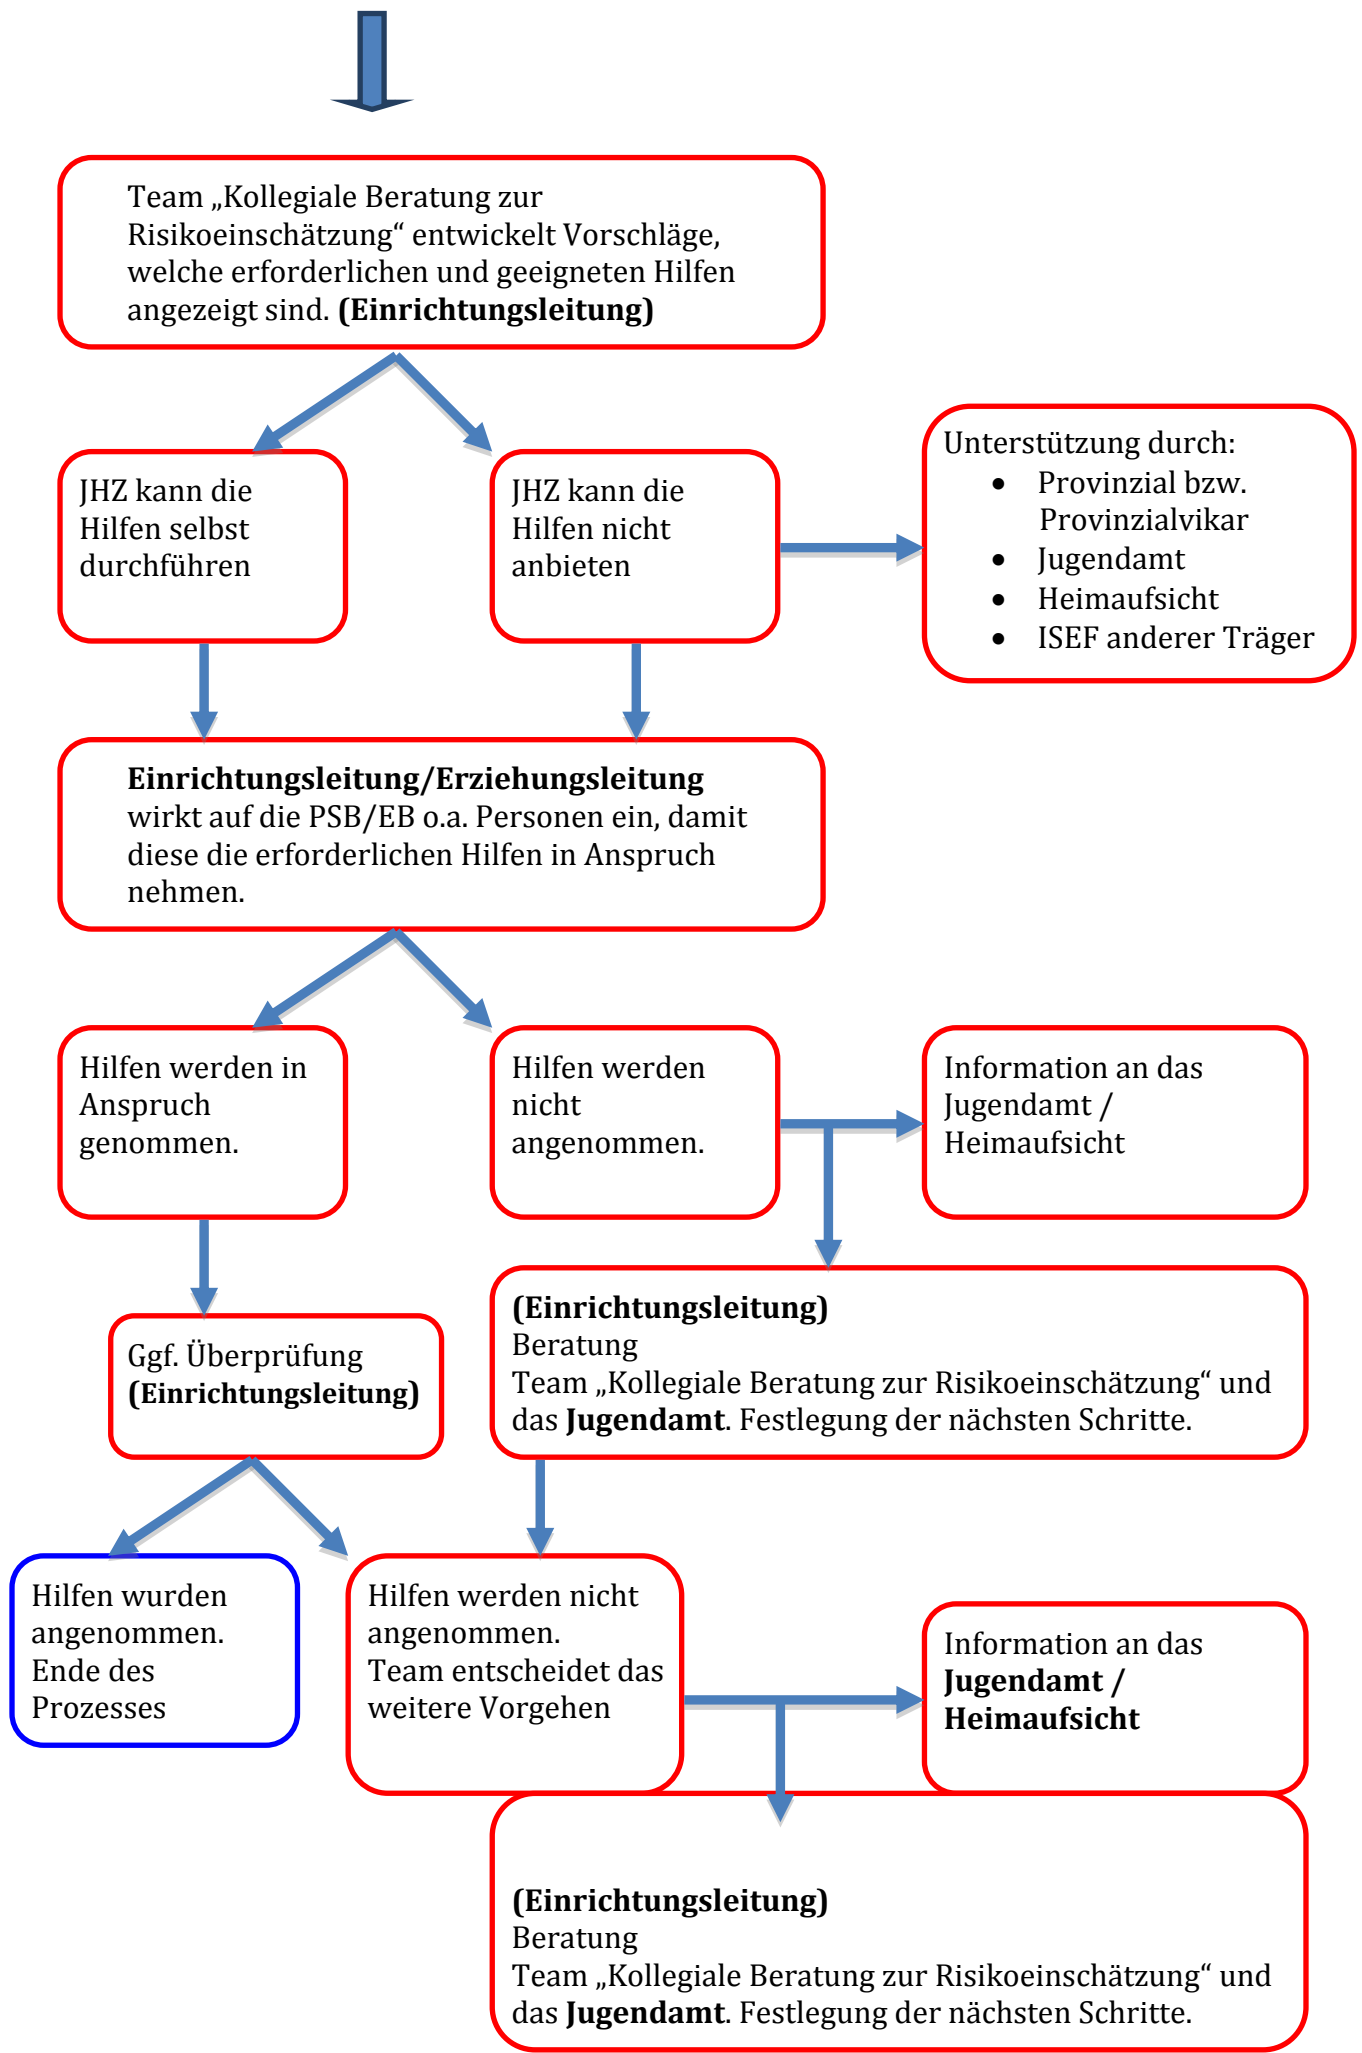 Team „Kollegiale Beratung zur
Risikoeinschätzung“ entwickelt Vorschläge,
welche erforderlichen und geeigneten Hilfen
angezeigt sind. (Einrichtungsleitung)
JHZ kann die
Hilfen selbst
durchführen
JHZ kann die
Hilfen nicht
anbieten
Unterstützung durch:
• Provinzial bzw.
Provinzialvikar
• Jugendamt
• Heimaufsicht
• ISEF anderer Träger
Einrichtungsleitung/Erziehungsleitung
wirkt auf die PSB/EB o.a. Personen ein, damit
diese die erforderlichen Hilfen in Anspruch
nehmen.
Hilfen werden in
Anspruch
genommen.
Hilfen werden
nicht
angenommen.
Information an das
Jugendamt /
Heimaufsicht
(Einrichtungsleitung)
Beratung
Team „Kollegiale Beratung zur Risikoeinschätzung“ und
das Jugendamt. Festlegung der nächsten Schritte.
Ggf. Überprüfung
(Einrichtungsleitung)
Hilfen wurden
angenommen.
Ende des
Prozesses
Hilfen werden nicht
angenommen.
Team entscheidet das
weitere Vorgehen
Information an das
Jugendamt /
Heimaufsicht
(Einrichtungsleitung)
Beratung
Team „Kollegiale Beratung zur Risikoeinschätzung“ und
das Jugendamt. Festlegung der nächsten Schritte.